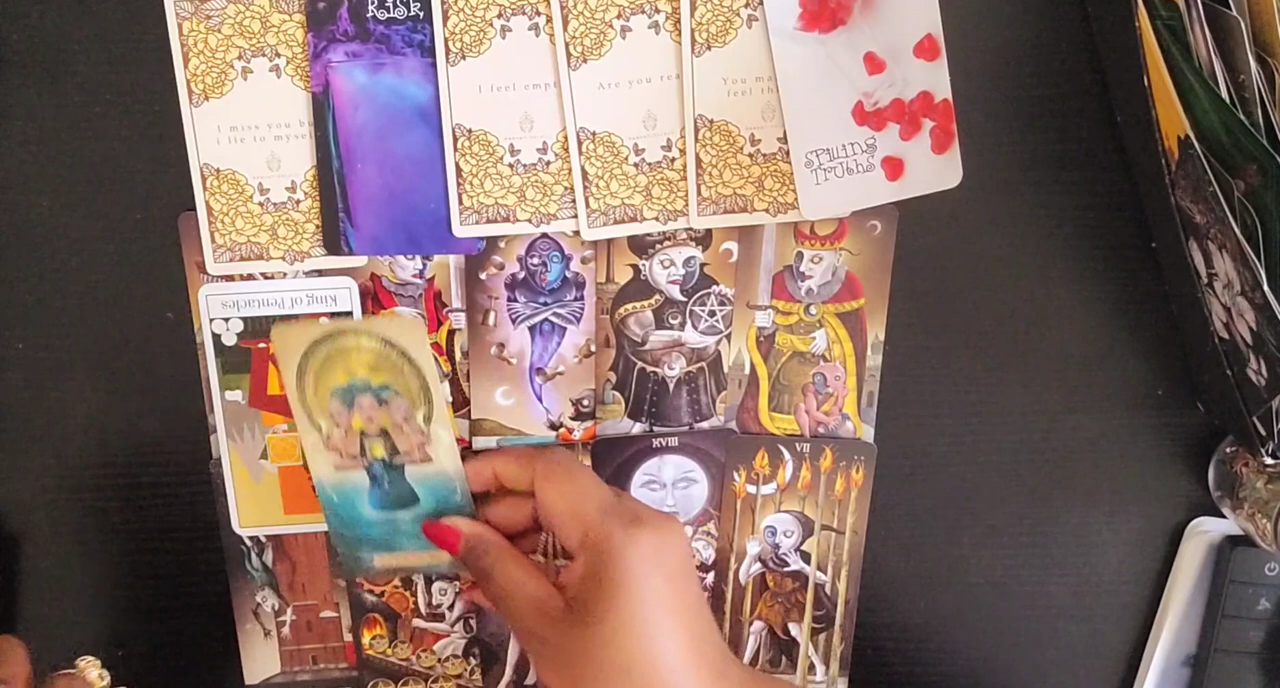 Risk
I miss you bu
i lie to mysel
I feel empt
Are you rea
You ma
feel th
SPilling
TRuThs
King of Pentacles
XVIII
VII